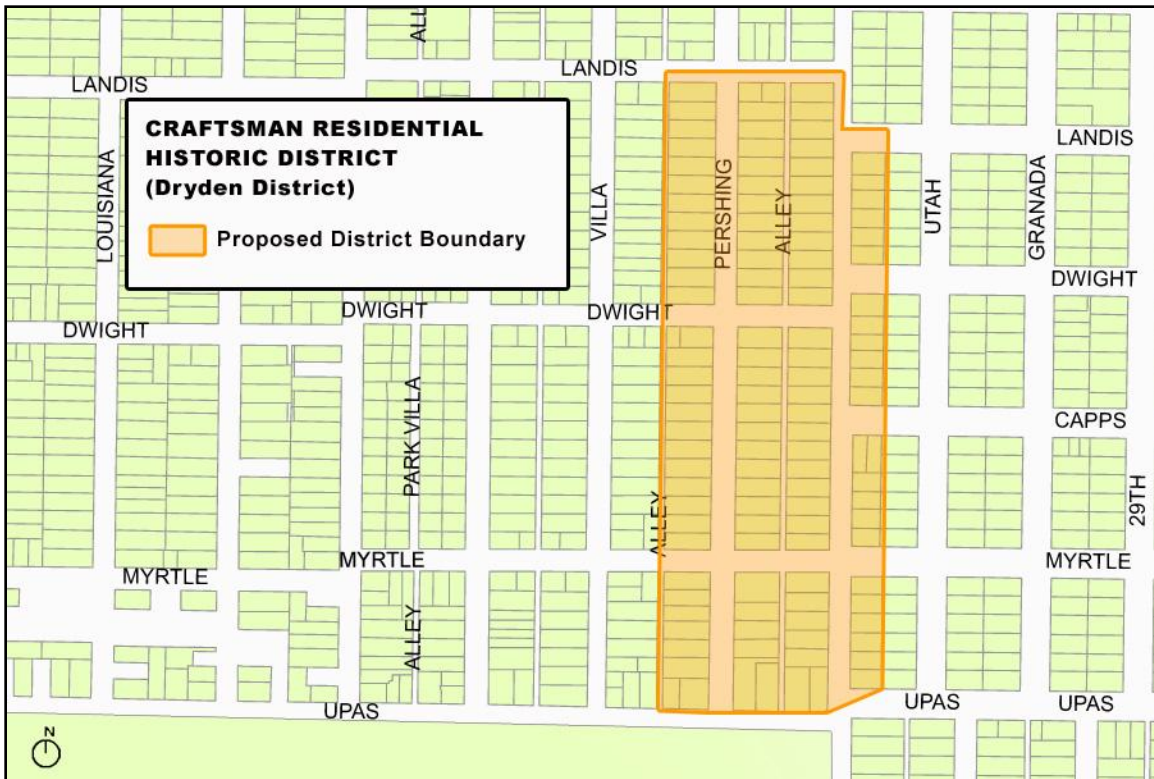 ALL
LANDIS
LANDIS
CRAFTSMAN RESIDENTIAL
HISTORIC DISTRICT
(Dryden District)
Proposed District Boundary
LOUISIANA
VILLA
PERSHING
ALLEY
UTAH
GRANADA
LANDIS
DWIGHT
DWIGHT
DWIGHT
DWIGHT
PARK VILLA
ALLEY
CAPPS
29TH
MYRTLE
MYRTLE
MYRTLE
ALLEY
UPAS
UPAS
UPAS
N